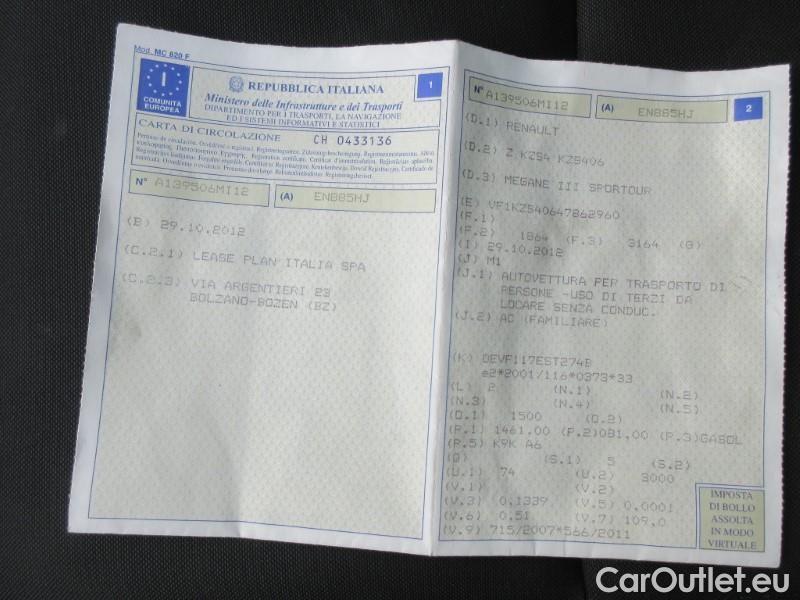 Mod. MC 820 F
I
COMUNITÀ
EUROPEA
REPUBBLICA ITALIANA
1
Ministero delle Infrastrutture e dei Trasporti
DIPARTIMENTO PER I TRASPORTI, LA NAVIGAZIONE
ED I SISTEMI INFORMATIVI E STATISTICI
CARTA DI CIRCOLAZIONE CH 0433136
N° A139506MI12 (A) EN885HJ
(B) 29.10.2012
(C.2.1) LEASE PLAN ITALIA SPA
(C.2.3) VIA ARGENTIERI 23
BOLZANO-BOZEN (BZ)
N° A139506MI12 (A) EN885HJ 2
(D.1) RENAULT
(D.2) Z KZS4 KZS406
(D.3) MEGANE III SPORTOUR
(E) VF1KZS40647862960
(F.1)
(F.2) 1864 (F.3) 3164 (G)
(I) 29.10.2012
(J) M1
(J.1) AUTOVETTURA PER TRASPORTO DI
PERSONE -USO DI TERZI DA
LOCARE SENZA CONDUC.
(J.2) AC (FAMILIARE)
(K) OEVF117EST274B
e2*2001/116*0373*33
(L) 2 (N.1) (N.2)
(N.3) (N.4) (N.5)
(O.1) 1500 (O.2)
(P.1) 1461.00 (P.2)081,00 (P.3)GASOL
(P.5) K9K A6
(Q) (S.1) 5 (S.2)
(U.1) 74 (U.2) 3000
(V.1) (V.2)
(V.3) 0.1339 (V.5) 0.0001
(V.6) 0.51 (V.7) 109,0
(V.9) 715/2007*566/2011
IMPOSTA
DI BOLLO
ASSOLTA
IN MODO
VIRTUALE
CarOutlet.eu